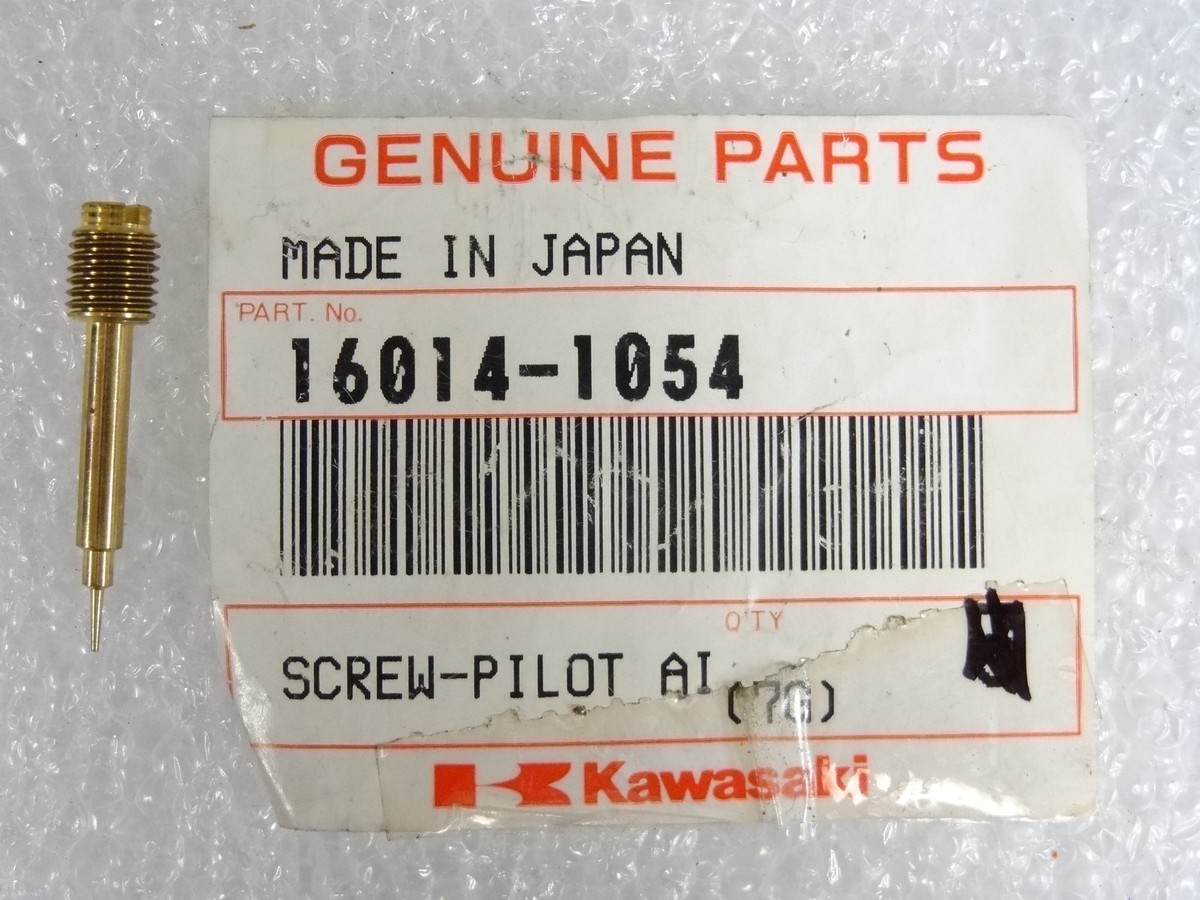 GENUINE PARTS
MADE IN JAPAN
PART. No.
16014-1054
Q'TY
SCREW-PILOT AI
(7G)
Kawasaki